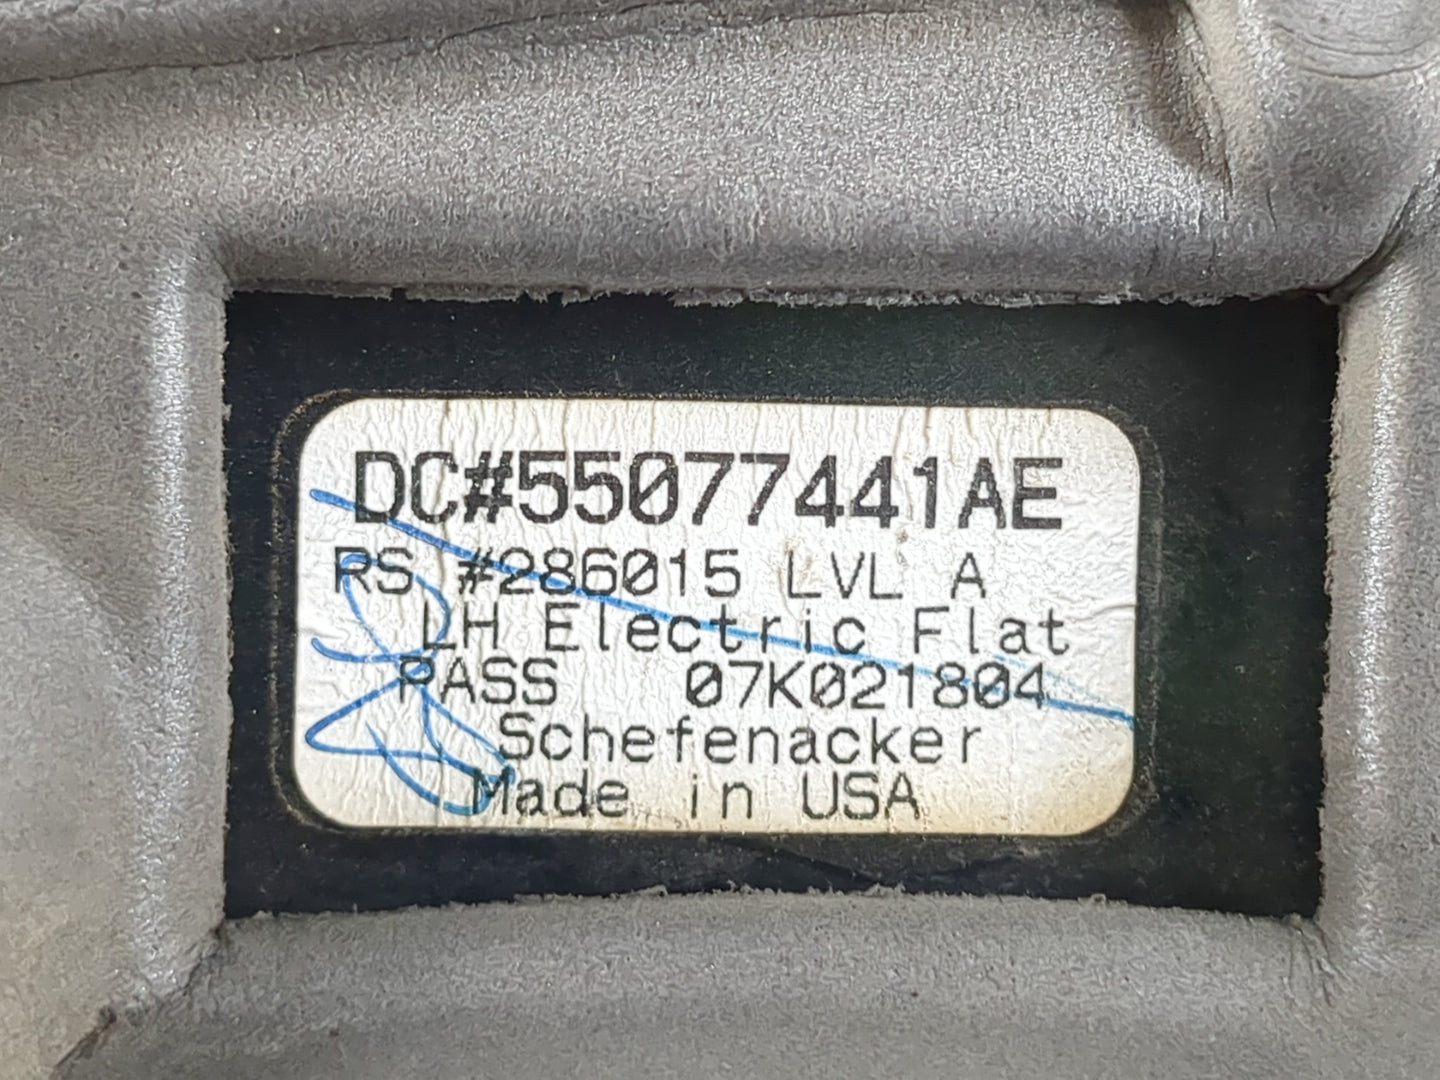 DC#55077441AE
RS #286015 LVL A
LH Electric Flat
PASS 07K021804
Schefenacker
Made in USA